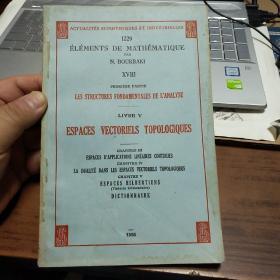 ACTUALITÉS SCIENTIFIQUES ET INDUSTRIELLES
1229
ÉLÉMENTS DE MATHÉMATIQUE
PAR
N. BOURBAKI
XVIII
PREMIÈRE PARTIE
LES STRUCTURES FONDAMENTALES DE L'ANALYSE
LIVRE V
ESPACES VECTORIELS TOPOLOGIQUES
CHAPITRE III
ESPACES D'APPLICATIONS LINÉAIRES CONTINUES
CHAPITRE IV
LA DUALITÉ DANS LES ESPACES VECTORIELS TOPOLOGIQUES
CHAPITRE V
ESPACES HILBERTIENS
(Théorie élémentaire)
DICTIONNAIRE